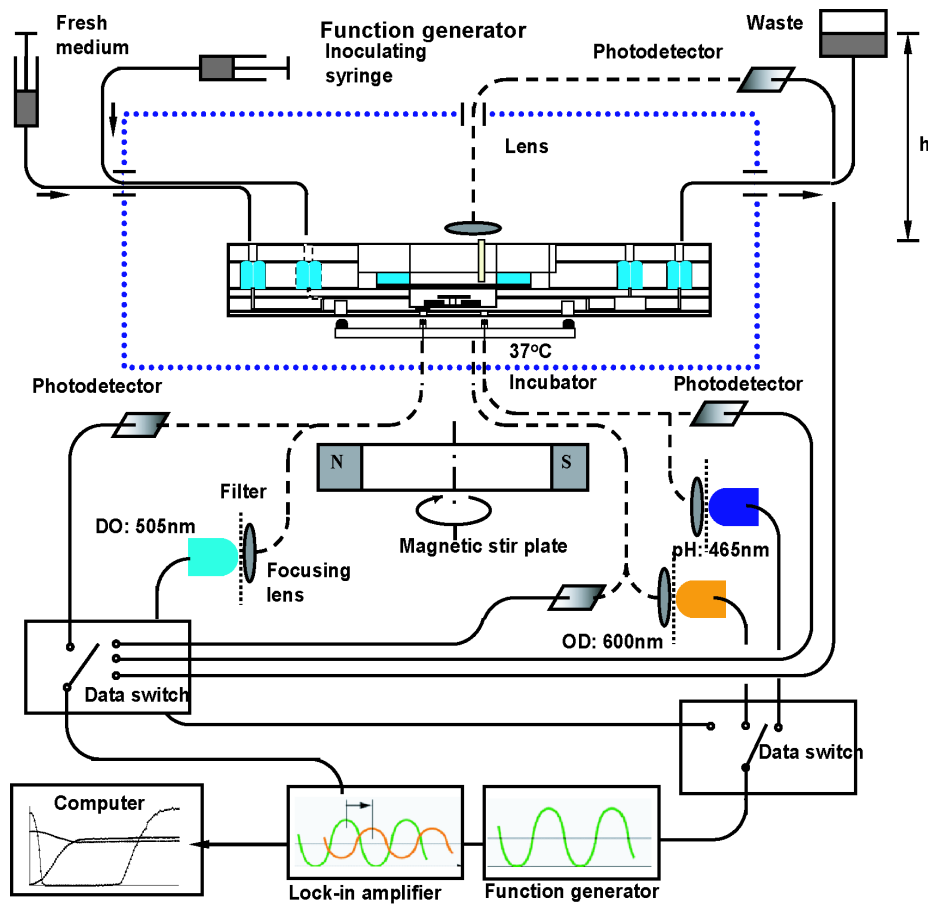 Fresh
medium
Function generator
Inoculating
syringe
Photodetector
Waste
h
Lens
37°C
Incubator
Photodetector
Photodetector
N
S
Filter
DO: 505nm
Focusing
lens
Magnetic stir plate
pH: 465nm
OD: 600nm
Data switch
Data switch
Computer
Lock-in amplifier
Function generator